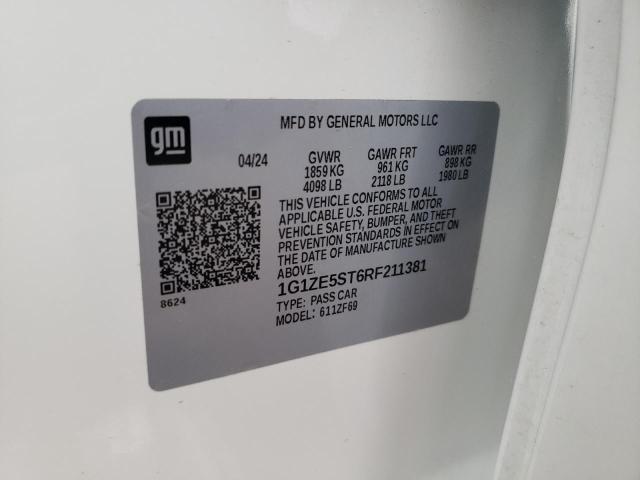 gm
MFD BY GENERAL MOTORS LLC
04/24 GVWR GAWR FRT GAWR RR
1859 KG 961 KG 898 KG
4098 LB 2118 LB 1980 LB
THIS VEHICLE CONFORMS TO ALL
APPLICABLE U.S. FEDERAL MOTOR
VEHICLE SAFETY, BUMPER, AND THEFT
PREVENTION STANDARDS IN EFFECT ON
THE DATE OF MANUFACTURE SHOWN
ABOVE.
1G1ZE5ST6RF211381
8624
TYPE: PASS CAR
MODEL: 611ZF69